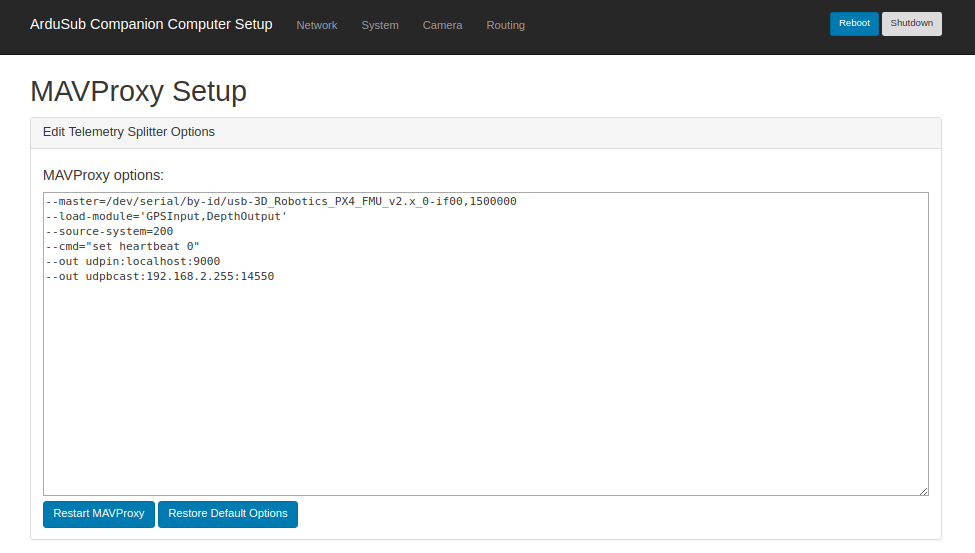 ArduSub Companion Computer Setup Network System Camera Routing Reboot Shutdown
MAVProxy Setup
Edit Telemetry Splitter Options
MAVProxy options:
--master=/dev/serial/by-id/usb-3D_Robotics_PX4_FMU_v2.x_0-if00,1500000
--load-module='GPSInput,DepthOutput'
--source-system=200
--cmd="set heartbeat 0"
--out udpin:localhost:9000
--out udpbcast:192.168.2.255:14550
Restart MAVProxy Restore Default Options